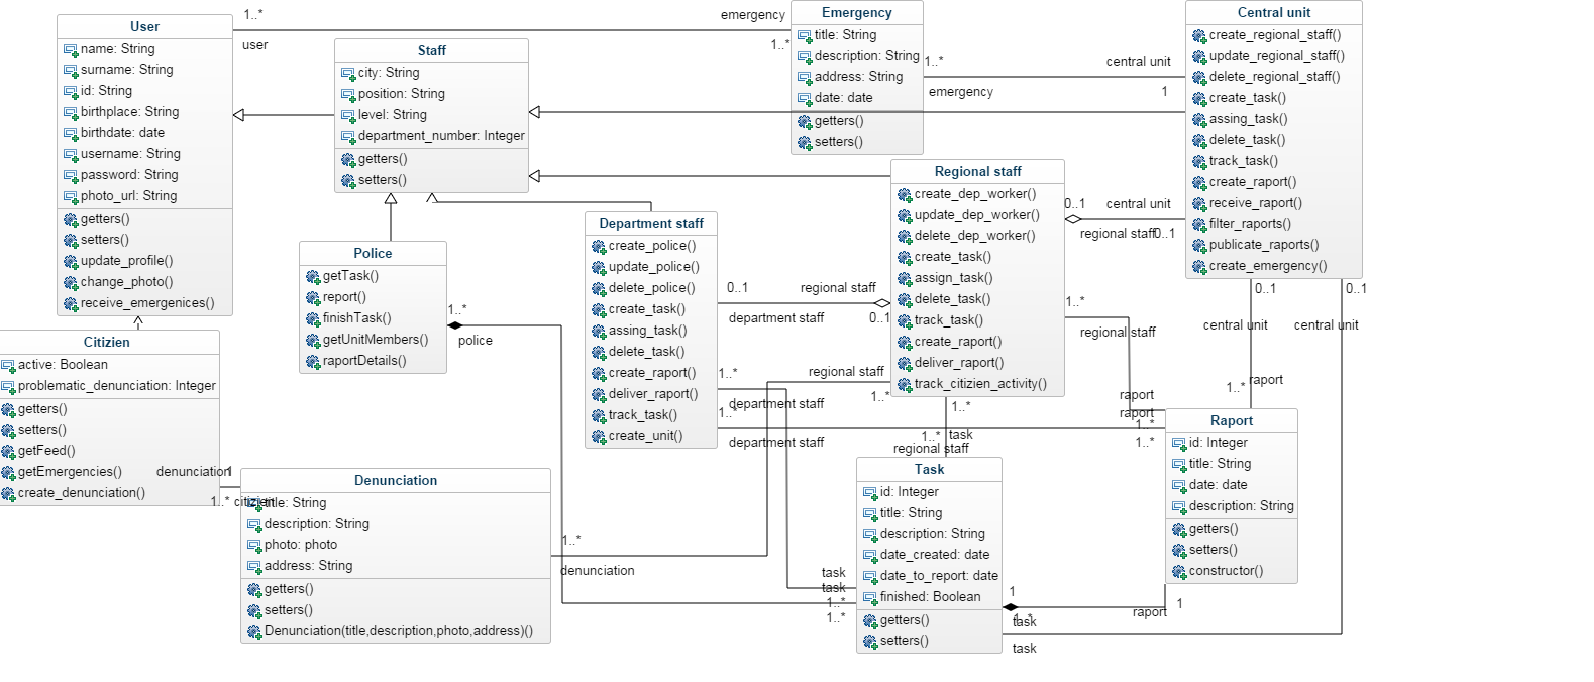 User
name: String
surname: String
id: String
birthplace: String
birthdate: date
username: String
password: String
photo_url: String
getters()
setters()
update_profile()
change_photo()
receive_emergenices()
1..*
user
emergency
1..*
Staff
city: String
position: String
level: String
department_number: Integer
getters()
setters()
Emergency
title: String
description: String
address: String
date: date
getters()
setters()
1..*
emergency
central unit
1
Central unit
create_regional_staff()
update_regional_staff()
delete_regional_staff()
create_task()
assing_task()
delete_task()
track_task()
create_raport()
receive_raport()
filter_raports()
publicate_raports()
create_emergency()
Regional staff
create_dep_worker()
update_dep_worker()
delete_dep_worker()
create_task()
assign_task()
delete_task()
track_task()
create_raport()
deliver_raport()
track_citizien_activity()
0..1
central unit
regional staff
0..1
Department staff
create_police()
update_police()
delete_police()
create_task()
assing_task()
delete_task()
create_raport()
deliver_raport()
track_task()
create_unit()
0..1
regional staff
department staff
0..1
Police
getTask()
report()
finishTask()
getUnitMembers()
raportDetails()
1..*
police
1..*
regional staff
0..1
0..1
central unit
central unit
Citizien
active: Boolean
problematic_denunciation: Integer
getters()
setters()
getFeed()
getEmergencies()
create_denunciation()
denunciation
1
1..*
citizien
regional staff
1..*
1..*
department staff
1..*
department staff
1..*
1..*
task
regional staff
raport
raport
1..*
1..*
1..*
raport
Raport
id: Integer
title: String
date: date
description: String
getters()
setters()
constructor()
Denunciation
title: String
description: String
photo: photo
address: String
getters()
setters()
Denunciation(title,description,photo,address)()
1..*
denunciation
Task
id: Integer
title: String
description: String
date_created: date
date_to_report: date
finished: Boolean
getters()
setters()
task
task
1..*
1..*
1
1..*
task
raport
1
task